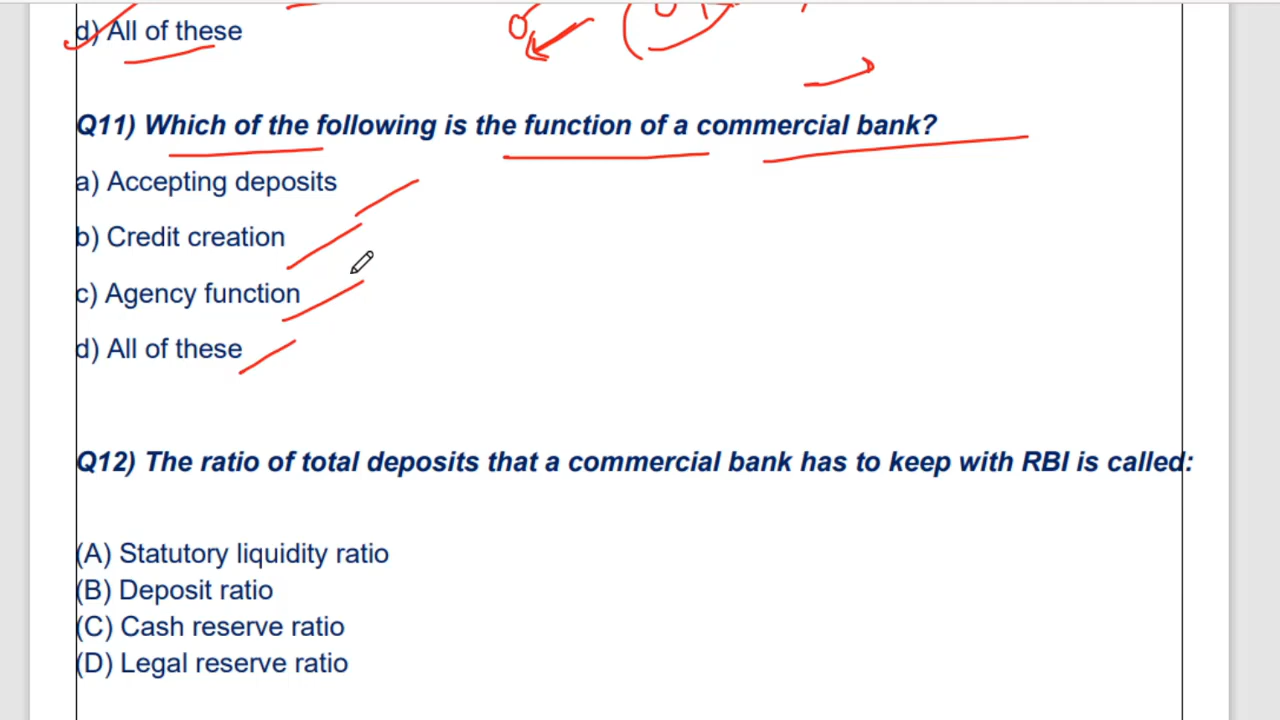 d) All of these
Q11) Which of the following is the function of a commercial bank?
a) Accepting deposits
b) Credit creation
c) Agency function
d) All of these
Q12) The ratio of total deposits that a commercial bank has to keep with RBI is called:
(A) Statutory liquidity ratio
(B) Deposit ratio
(C) Cash reserve ratio
(D) Legal reserve ratio